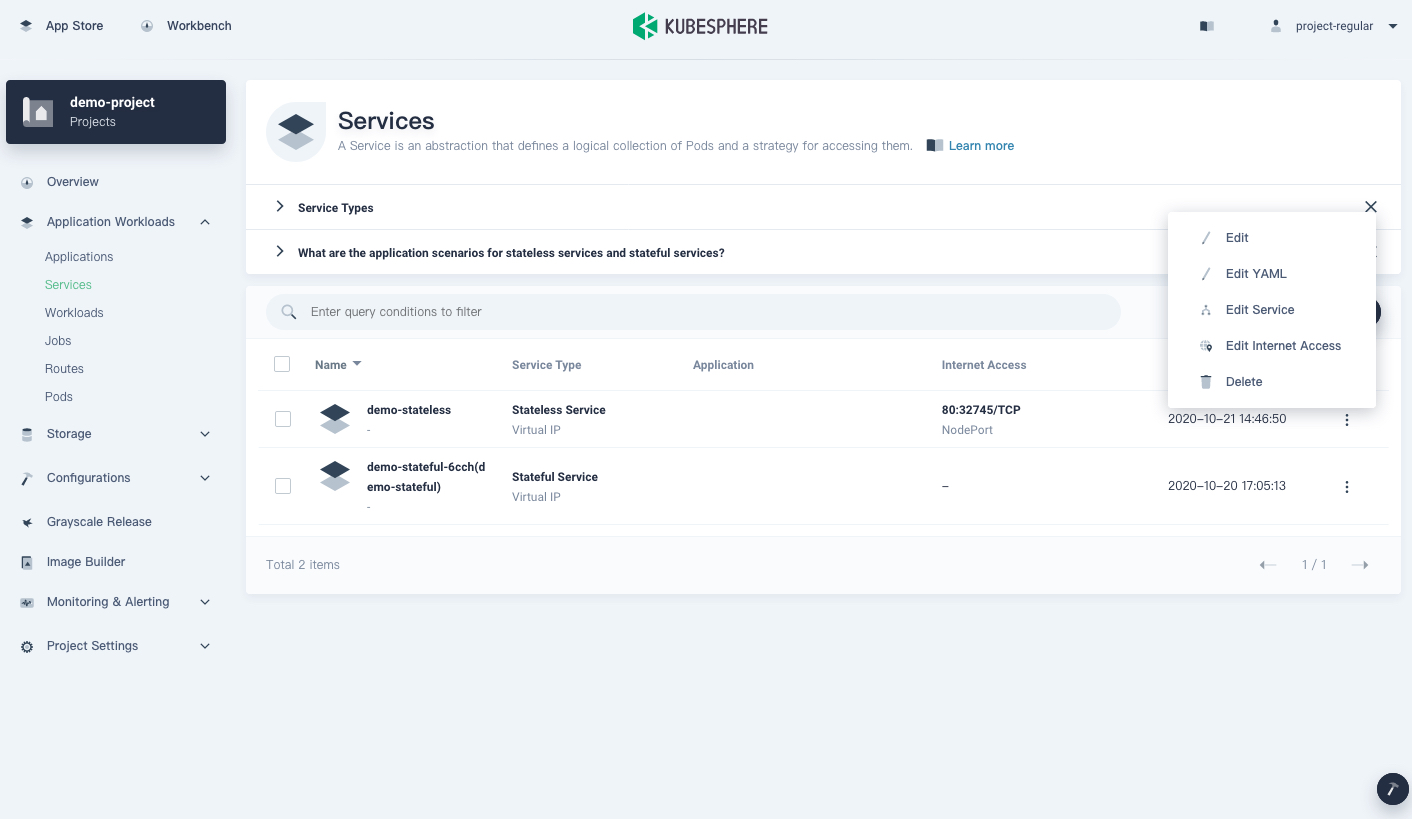 App Store
Workbench
KUBESPHERE
project-regular
demo-project
Projects
Overview
Application Workloads
Applications
Services
Workloads
Jobs
Routes
Pods
Storage
Configurations
Grayscale Release
Image Builder
Monitoring & Alerting
Project Settings
Services
A Service is an abstraction that defines a logical collection of Pods and a strategy for accessing them.
Learn more
Service Types
What are the application scenarios for stateless services and stateful services?
Edit
Edit YAML
Edit Service
Edit Internet Access
Delete
Enter query conditions to filter
Name
Service Type
Application
Internet Access
demo-stateless
-
Stateless Service
Virtual IP
80:32745/TCP
NodePort
2020-10-21 14:46:50
demo-stateful-6cch(d
emo-stateful)
-
Stateful Service
Virtual IP
–
2020-10-20 17:05:13
Total 2 items
1 / 1